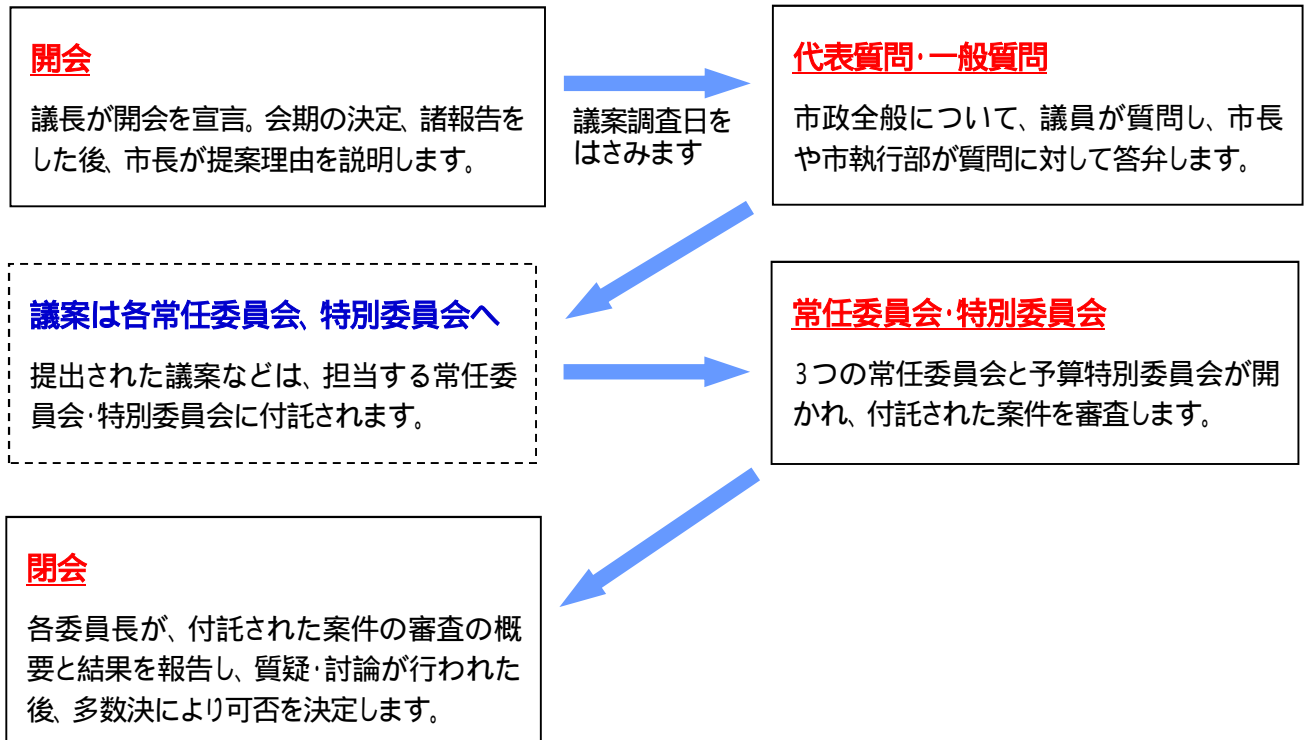 開会
議長が開会を宣言。会期の決定、諸報告を
した後、市長が提案理由を説明します。
議案調査日を
はさみます
代表質問・一般質問
市政全般について、議員が質問し、市長
や市執行部が質問に対して答弁します。
議案は各常任委員会、特別委員会へ
提出された議案などは、担当する常任委
員会・特別委員会に付託されます。
常任委員会・特別委員会
3つの常任委員会と予算特別委員会が開
かれ、付託された案件を審査します。
閉会
各委員長が、付託された案件の審査の概
要と結果を報告し、質疑・討論が行われた
後、多数決により可否を決定します。